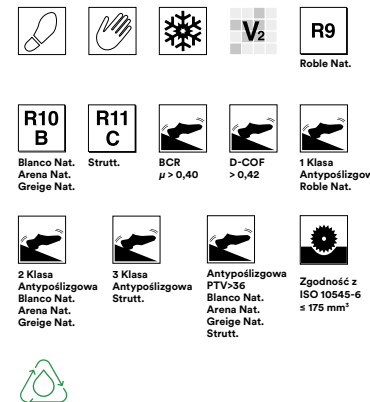 V2
R9
Roble Nat.
R10
B
R11
C
Blanco Nat.
Arena Nat.
Greige Nat.
Strutt.
BCR
μ > 0,40
D-COF
> 0,42
1 Klasa
Antypoślizgow
Roble Nat.
2 Klasa
Antypoślizgowa
Blanco Nat.
Arena Nat.
Greige Nat.
3 Klasa
Antypoślizgowa
Strutt.
Antypoślizgowa
PTV>36
Blanco Nat.
Arena Nat.
Greige Nat.
Strutt.
Zgodność z
ISO 10545-6
≤ 175 mm³